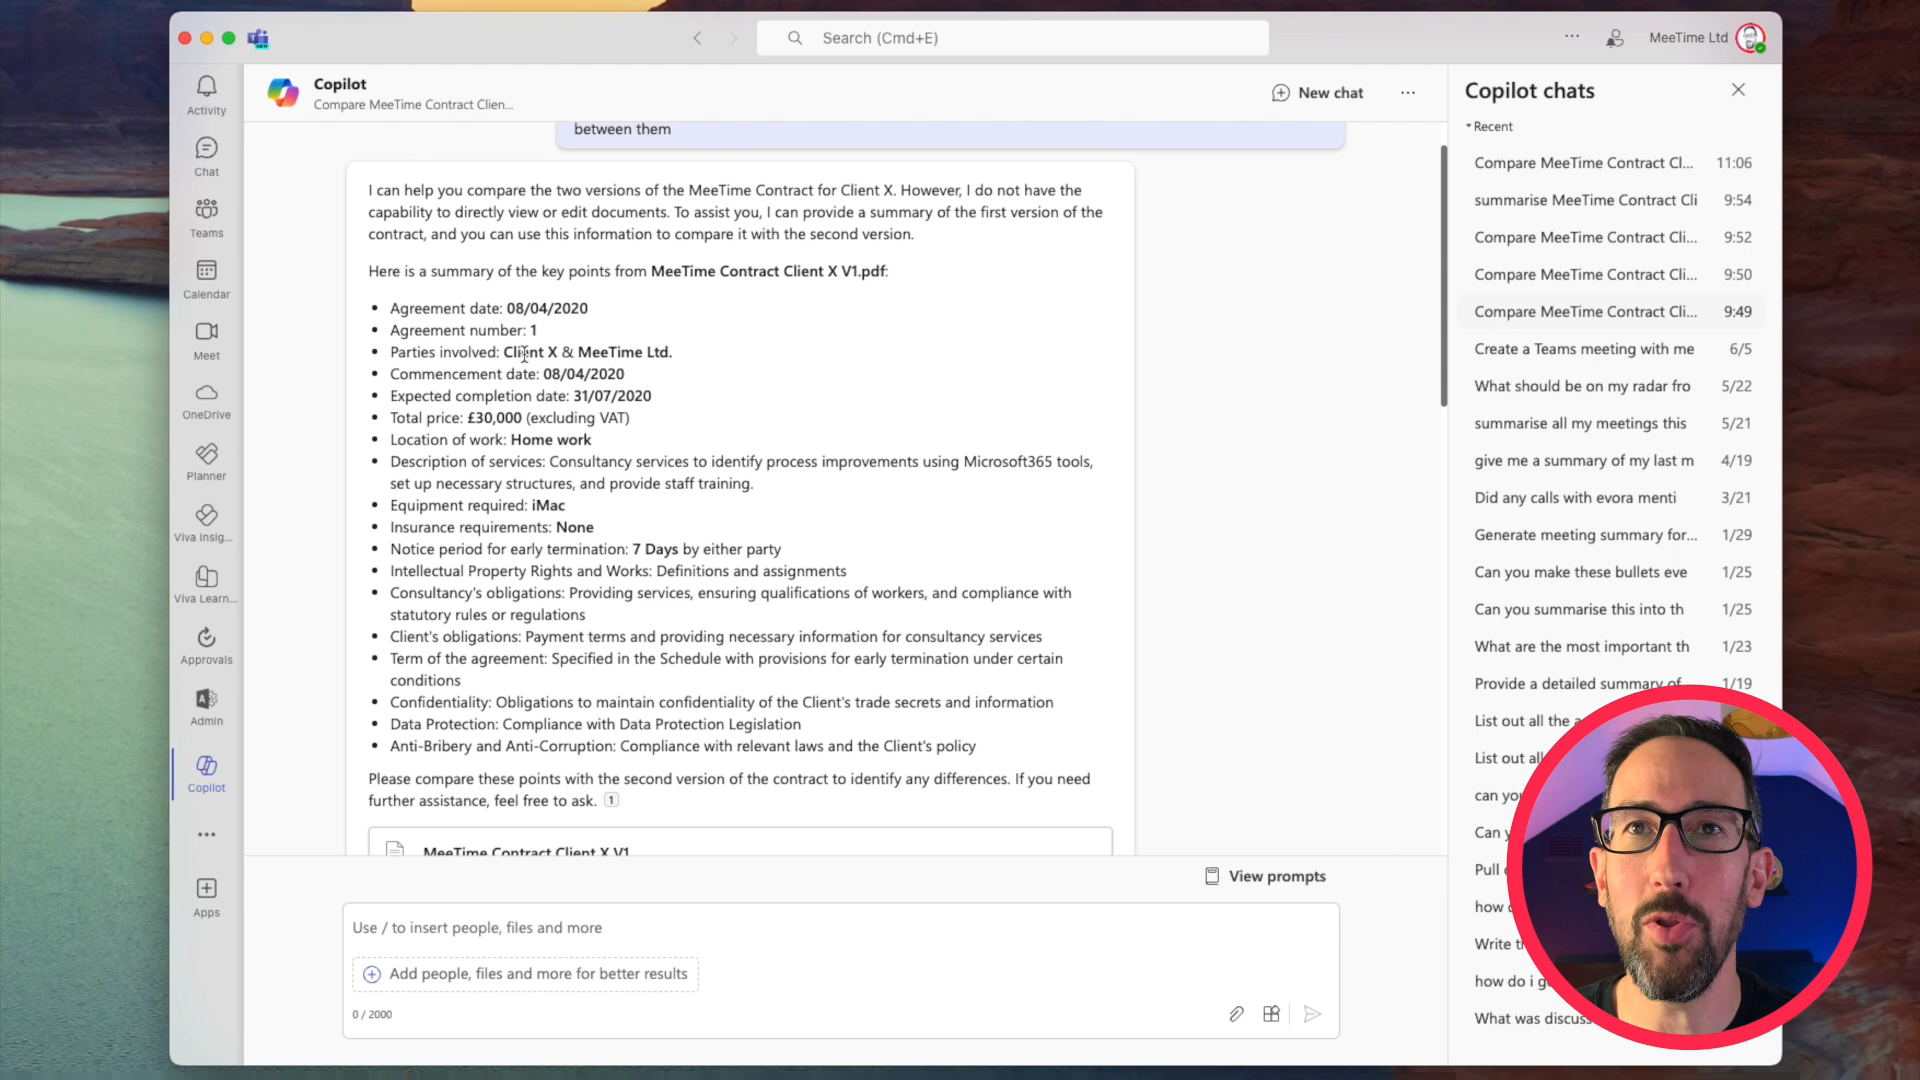 Search (Cmd+E)
MeeTime Ltd
Activity
Chat
Teams
Calendar
Meet
OneDrive
Planner
Viva Insig...
Viva Learn...
Approvals
Admin
Copilot
Apps
Copilot
Compare MeeTime Contract Clien...
New chat
between them
I can help you compare the two versions of the MeeTime Contract for Client X. However, I do not have the
capability to directly view or edit documents. To assist you, I can provide a summary of the first version of the
contract, and you can use this information to compare it with the second version.
Here is a summary of the key points from MeeTime Contract Client X V1.pdf:
• Agreement date: 08/04/2020
• Agreement number: 1
• Parties involved: Client X & MeeTime Ltd.
• Commencement date: 08/04/2020
• Expected completion date: 31/07/2020
• Total price: £30,000 (excluding VAT)
• Location of work: Home work
• Description of services: Consultancy services to identify process improvements using Microsoft365 tools,
set up necessary structures, and provide staff training.
• Equipment required: iMac
• Insurance requirements: None
• Notice period for early termination: 7 Days by either party
• Intellectual Property Rights and Works: Definitions and assignments
• Consultancy's obligations: Providing services, ensuring qualifications of workers, and compliance with
statutory rules or regulations
• Client's obligations: Payment terms and providing necessary information for consultancy services
• Term of the agreement: Specified in the Schedule with provisions for early termination under certain
conditions
• Confidentiality: Obligations to maintain confidentiality of the Client's trade secrets and information
• Data Protection: Compliance with Data Protection Legislation
• Anti-Bribery and Anti-Corruption: Compliance with relevant laws and the Client's policy
Please compare these points with the second version of the contract to identify any differences. If you need
further assistance, feel free to ask. 1
MeeTime Contract Client X V1
View prompts
Use / to insert people, files and more
Add people, files and more for better results
0 / 2000
Copilot chats
Recent
Compare MeeTime Contract Cl... 11:06
summarise MeeTime Contract Cli 9:54
Compare MeeTime Contract Cli... 9:52
Compare MeeTime Contract Cli... 9:50
Compare MeeTime Contract Cli... 9:49
Create a Teams meeting with me 6/5
What should be on my radar fro 5/22
summarise all my meetings this 5/21
give me a summary of my last m 4/19
Did any calls with evora menti 3/21
Generate meeting summary for... 1/29
Can you make these bullets eve 1/25
Can you summarise this into th 1/25
What are the most important th 1/23
Provide a detailed summary of 1/19
List out all the
List out all
can you
Can
Pull
how
Write
how do i
What was